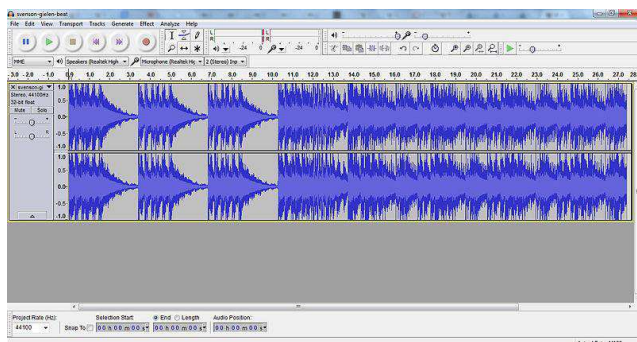 svenson-gielen-beat
File Edit View Transport Tracks Generate Effect Analyze Help
L
R
-24 0
-24 0
MME Speakers (Realtek High Microphone (Realtek Hi 2 (Stereo) Inp
-3.0 -2.0 -1.0 0.0 1.0 2.0 3.0 4.0 5.0 6.0 7.0 8.0 9.0 10.0 11.0 12.0 13.0 14.0 15.0 16.0 17.0 18.0 19.0 20.0 21.0 22.0 23.0 24.0 25.0 26.0 27.0 28
X svenson-gi 1.0
Stereo, 44100Hz
32-bit float 0.5
Mute Solo
0.0
- +
L R -0.5
-1.0
1.0
0.5
0.0
-0.5
-1.0
Project Rate (Hz): Selection Start: End Length Audio Position:
44100 Snap To 00 h 00 m 00 s 00 h 00 m 00 s 00 h 00 m 00 s